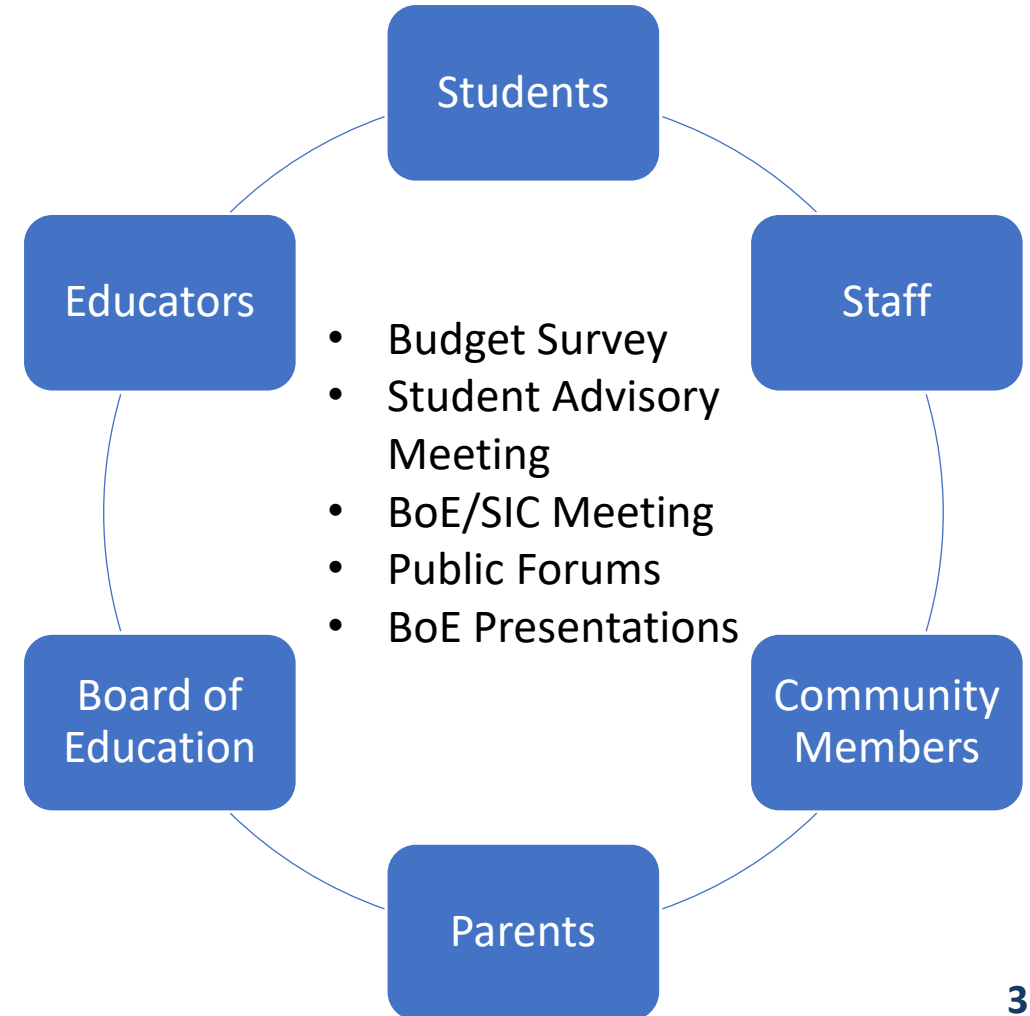 Students
Educators
Staff
• Budget Survey
• Student Advisory
Meeting
• BoE/SIC Meeting
• Public Forums
• BoE Presentations
Board of
Education
Community
Members
Parents
3